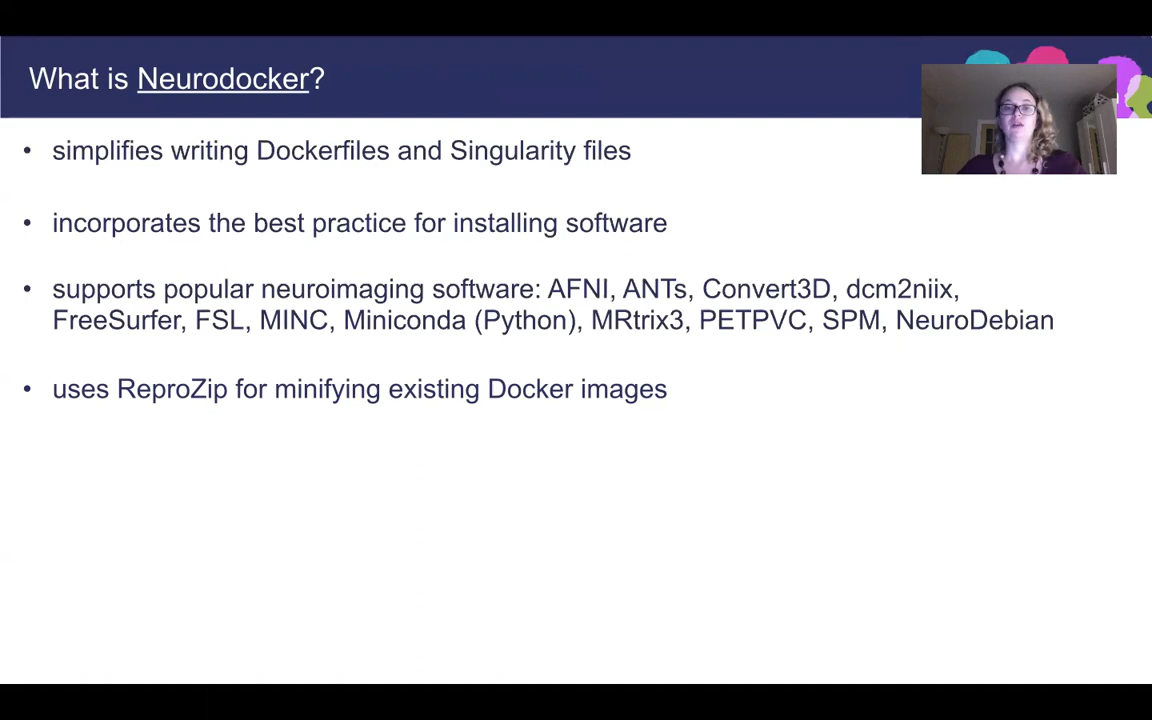 What is Neurodocker?
• simplifies writing Dockerfiles and Singularity files
• incorporates the best practice for installing software
• supports popular neuroimaging software: AFNI, ANTs, Convert3D, dcm2niix,
FreeSurfer, FSL, MINC, Miniconda (Python), MRtrix3, PETPVC, SPM, NeuroDebian
• uses ReproZip for minifying existing Docker images